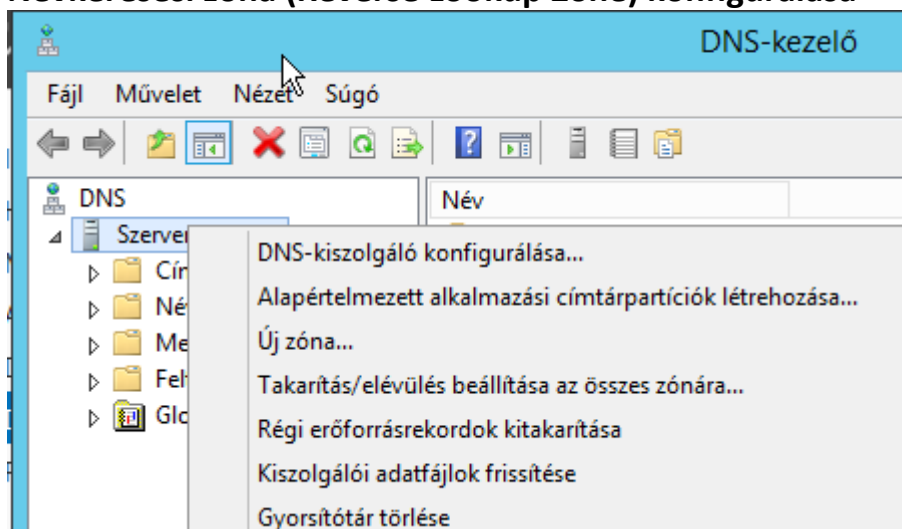 DNS-kezelő
Fájl Művelet Nézet Súgó
DNS
Név
DNS-kiszolgáló konfigurálása...
Alapértelmezett alkalmazási címtárpartíciók létrehozása...
Új zóna...
Takarítás/elévülés beállítása az összes zónára...
Régi erőforrásrekordok kitakarítása
Kiszolgálói adatfájlok frissítése
Gyorsítótár törlése